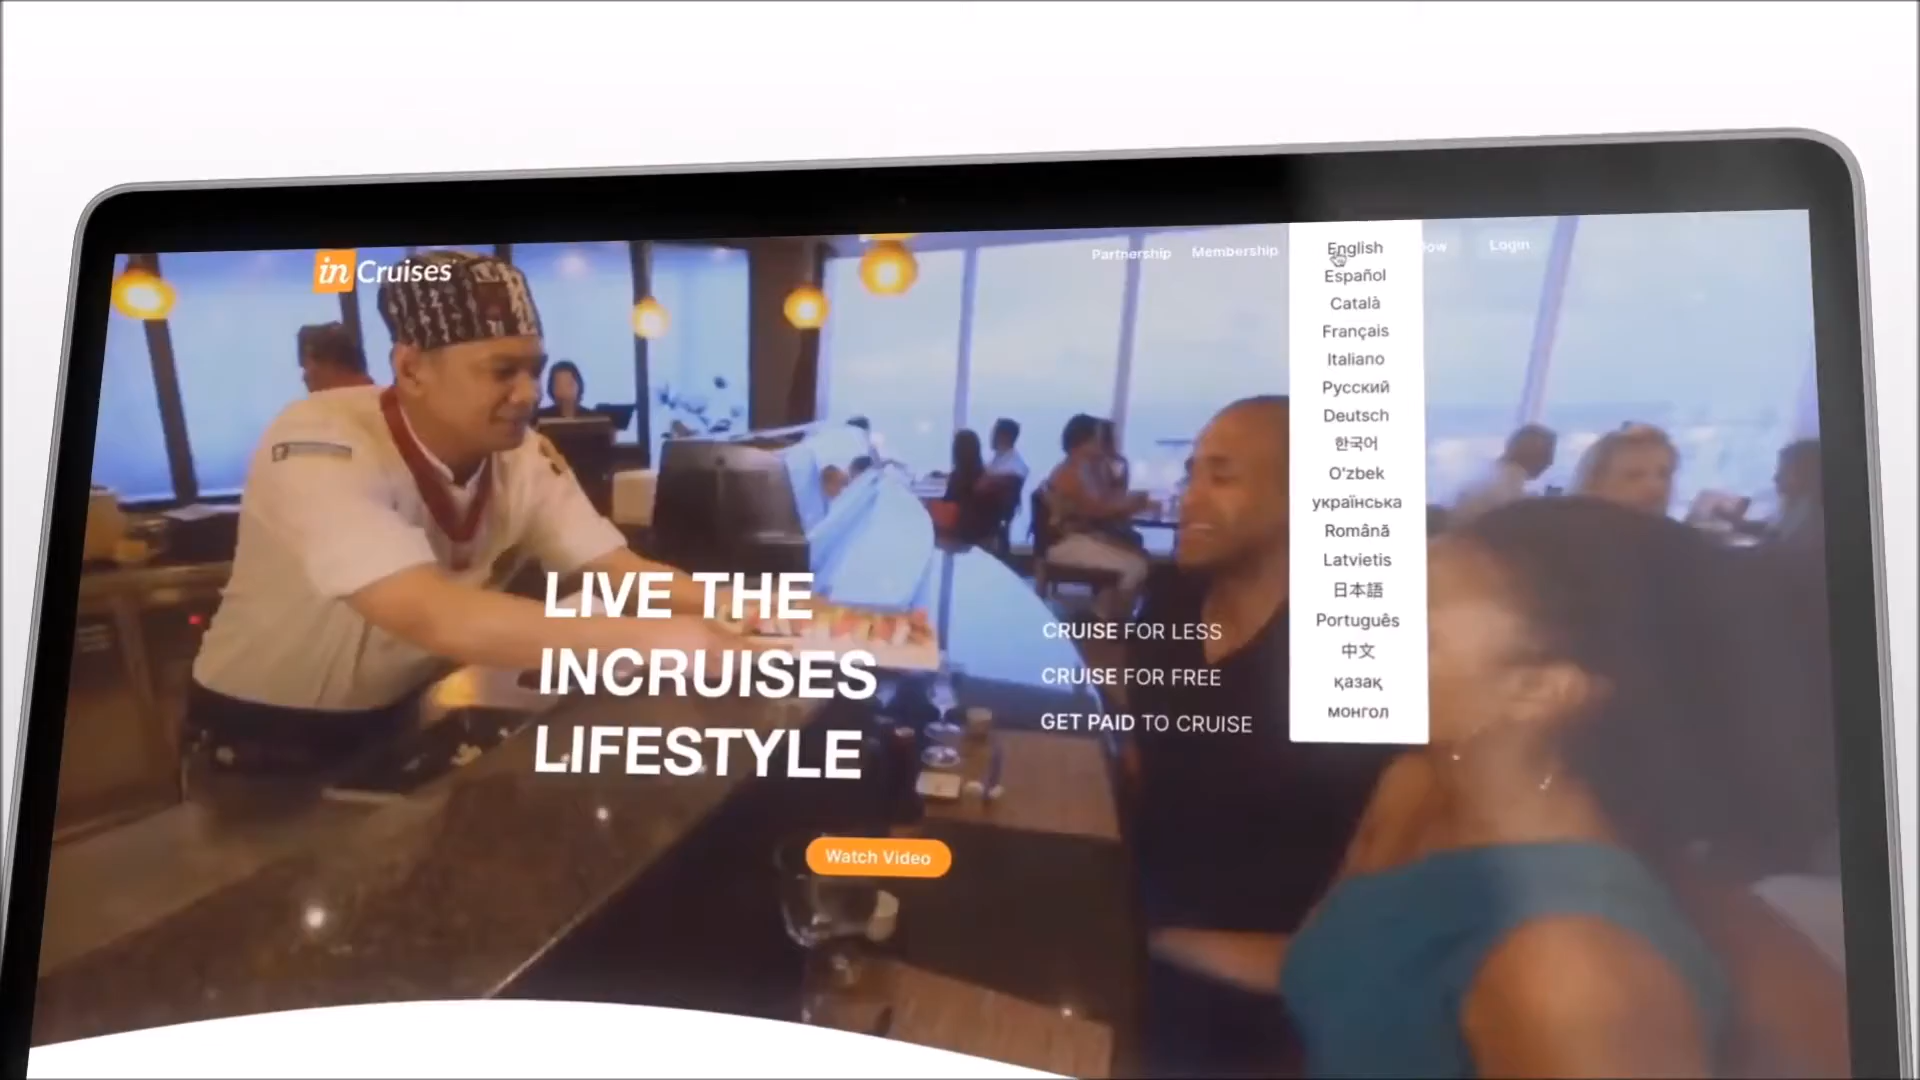 in Cruises
Partnership
Membership
Login
English
Español
Català
Français
Italiano
Русский
Deutsch
한국어
O'zbek
українська
Română
Latvietis
日本語
Português
中文
қазақ
монгол
LIVE THE
INCRUISES
LIFESTYLE
CRUISE FOR LESS
CRUISE FOR FREE
GET PAID TO CRUISE
Watch Video